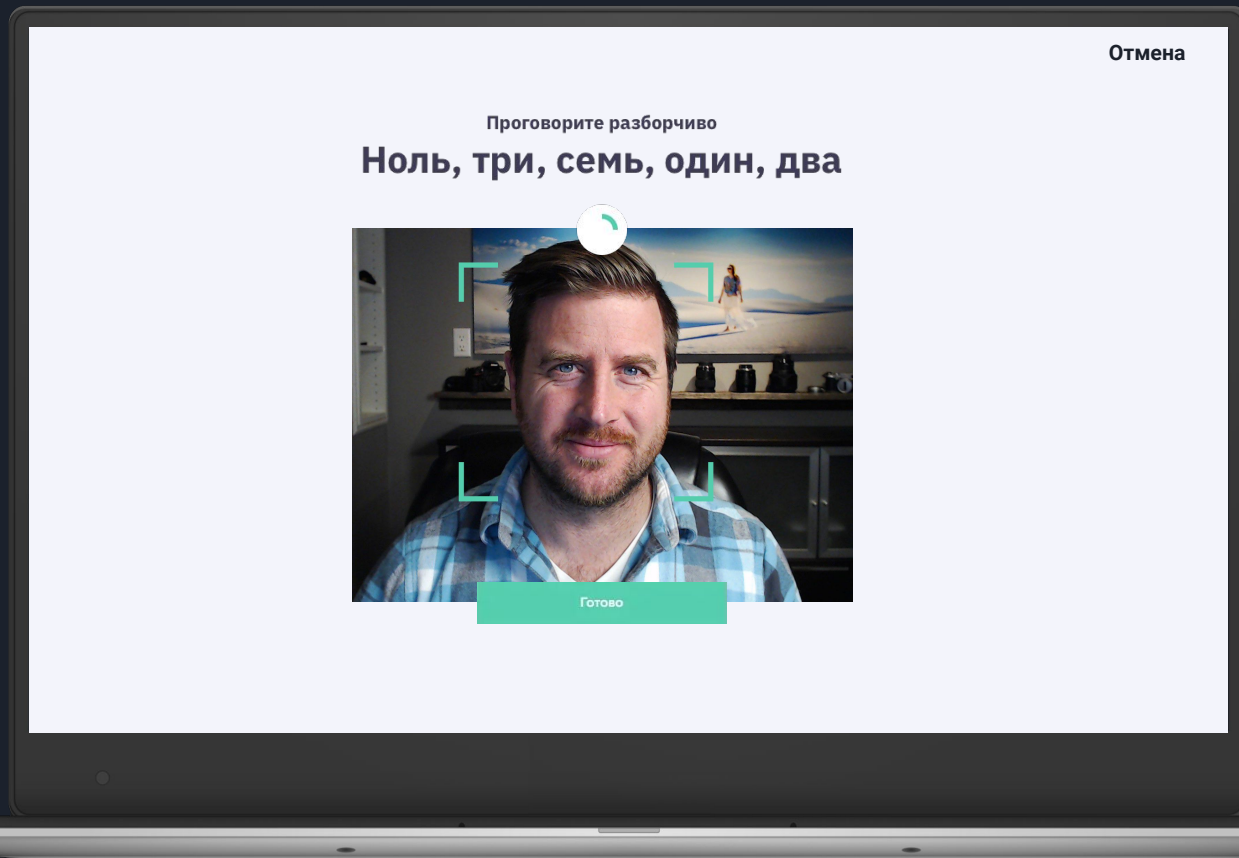 Отмена
Проговорите разборчиво
Ноль, три, семь, один, два
Готово